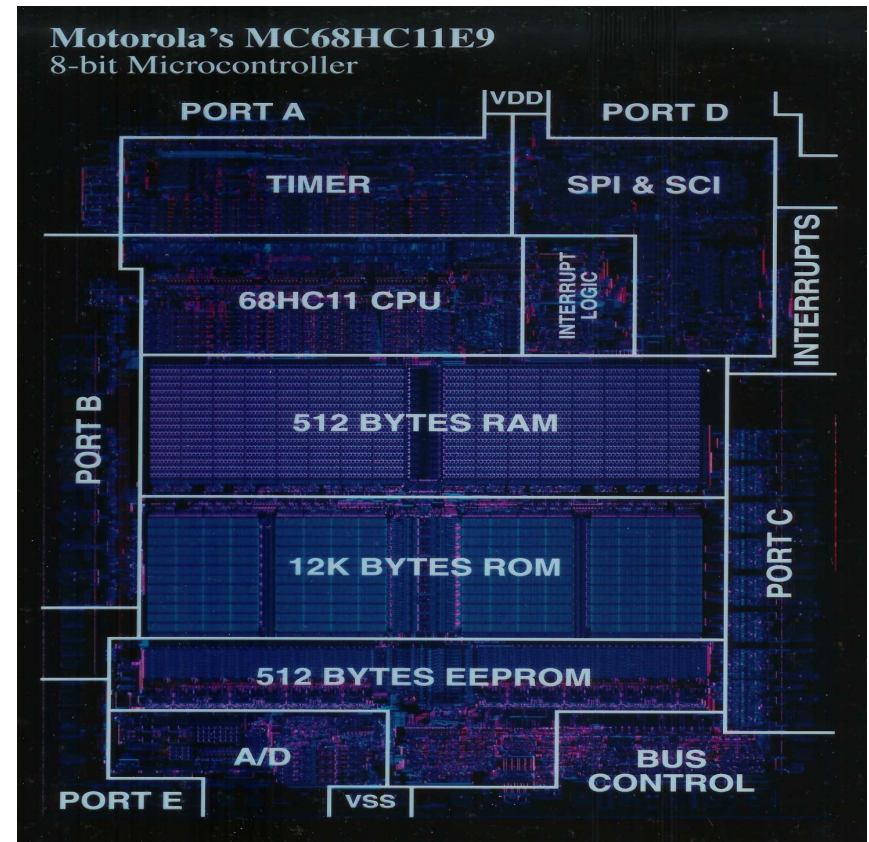 Motorola's MC68HC11E9
8-bit Microcontroller
PORT A
VDD
PORT D
TIMER
SPI & SCI
INTERRUPTS
68HC11 CPU
INTERRUPT
LOGIC
PORT B
512 BYTES RAM
PORT C
12K BYTES ROM
512 BYTES EEPROM
A/D
BUS
CONTROL
PORT E
VSS